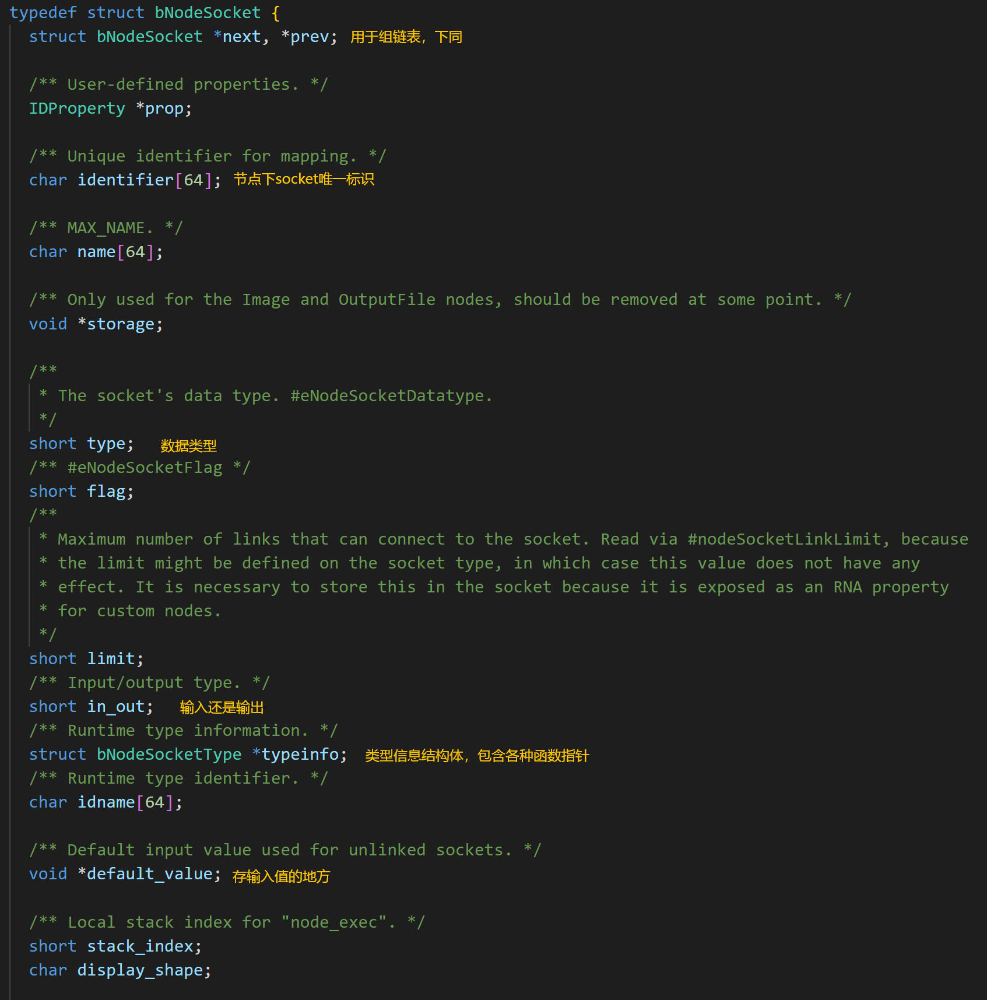 typedef struct bNodeSocket {
struct bNodeSocket *next, *prev; 用于组链表，下同
/** User-defined properties. */
IDProperty *prop;
/** Unique identifier for mapping. */
char identifier[64]; 节点下socket唯一标识
/** MAX_NAME. */
char name[64];
/** Only used for the Image and OutputFile nodes, should be removed at some point. */
void *storage;
/**
* The socket's data type. #eNodeSocketDatatype.
*/
short type; 数据类型
/** #eNodeSocketFlag */
short flag;
/**
* Maximum number of links that can connect to the socket. Read via #nodeSocketLinkLimit, because
* the limit might be defined on the socket type, in which case this value does not have any
* effect. It is necessary to store this in the socket because it is exposed as an RNA property
* for custom nodes.
*/
short limit;
/** Input/output type. */
short in_out; 输入还是输出
/** Runtime type information. */
struct bNodeSocketType *typeinfo; 类型信息结构体，包含各种函数指针
/** Runtime type identifier. */
char idname[64];
/** Default input value used for unlinked sockets. */
void *default_value; 存输入值的地方
/** Local stack index for "node_exec". */
short stack_index;
char display_shape;